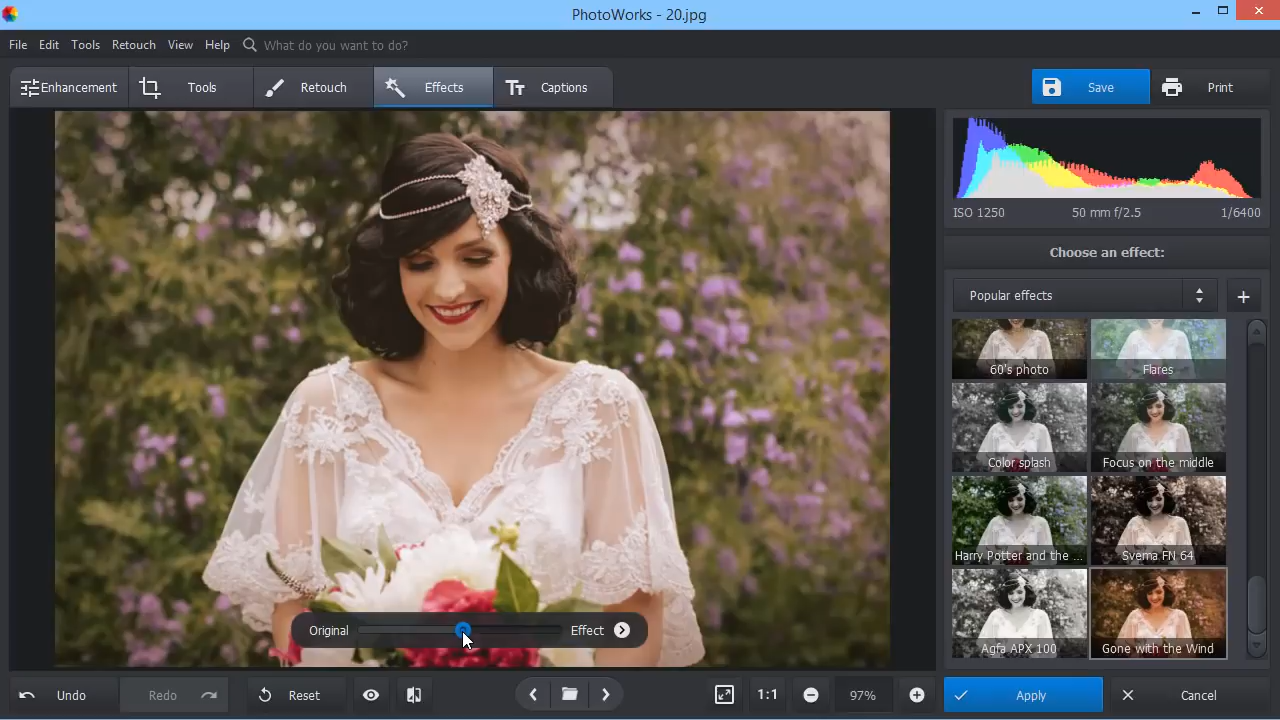 PhotoWorks - 20.jpg
File Edit Tools Retouch View Help What do you want to do?
Enhancement Tools Retouch Effects Captions Save Print
ISO 1250 50 mm f/2.5 1/6400
Choose an effect:
Popular effects
60's photo Flares
Color splash Focus on the middle
Harry Potter and the ... Svema FN 64
Agfa APX 100 Gone with the Wind
Original Effect
Undo Redo Reset 1:1 97% Apply Cancel